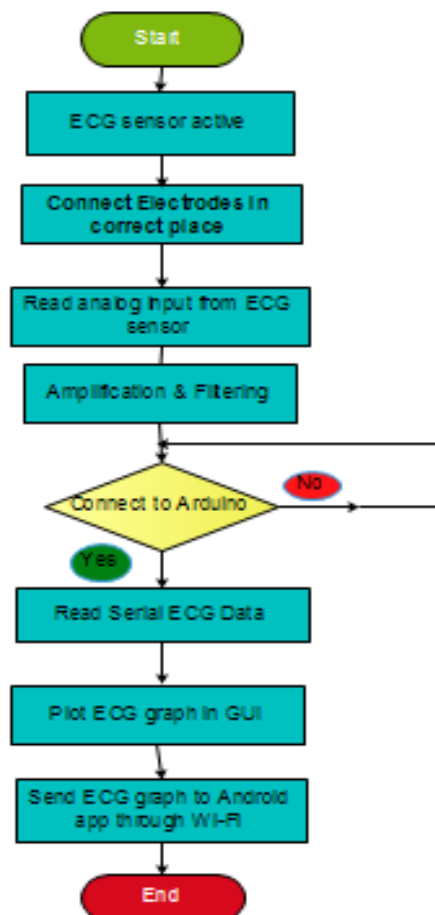 Start
ECG sensor active
Connect Electrodes in
correct place
Read analog input from ECG
sensor
Amplification & Filtering
Connect to Arduino
No
Yes
Read Serial ECG Data
Plot ECG graph in GUI
Send ECG graph to Android
app through Wi-Fi
End